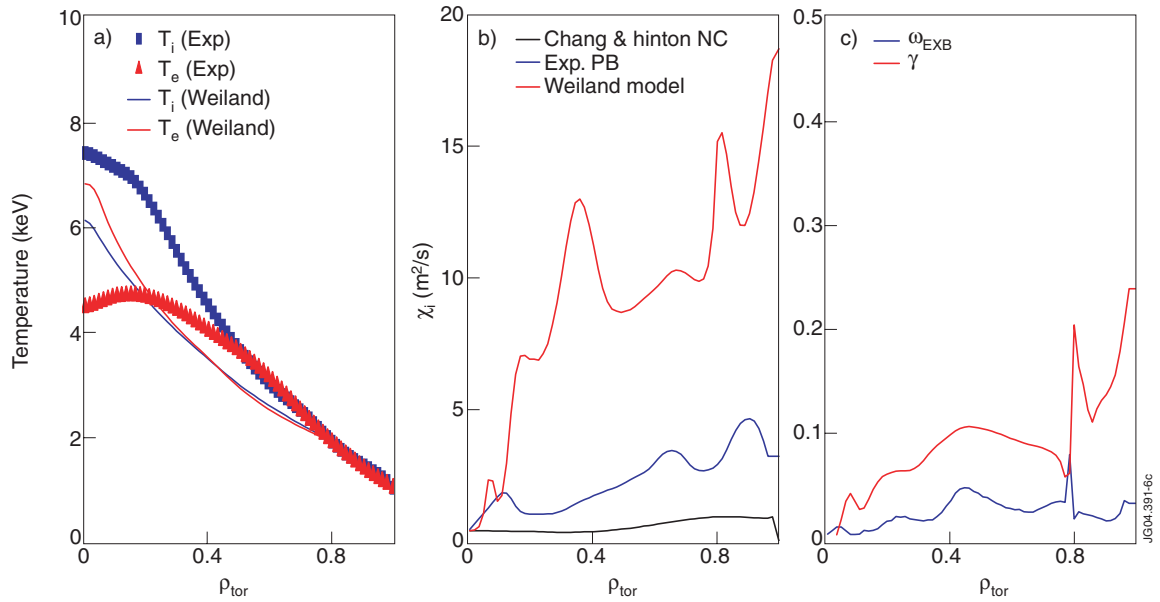 a)
T_i (Exp)
T_e (Exp)
T_i (Weiland)
T_e (Weiland)
Temperature (keV)
10
8
6
4
2
0
0
0.4
0.8
ρ_tor
b)
Chang & hinton NC
Exp. PB
Weiland model
χ_i (m²/s)
20
15
10
5
0
0
0.4
0.8
ρ_tor
c)
ω_EXB
γ
0.5
0.4
0.3
0.2
0.1
0
0
0.4
0.8
ρ_tor
JG04.391-6c